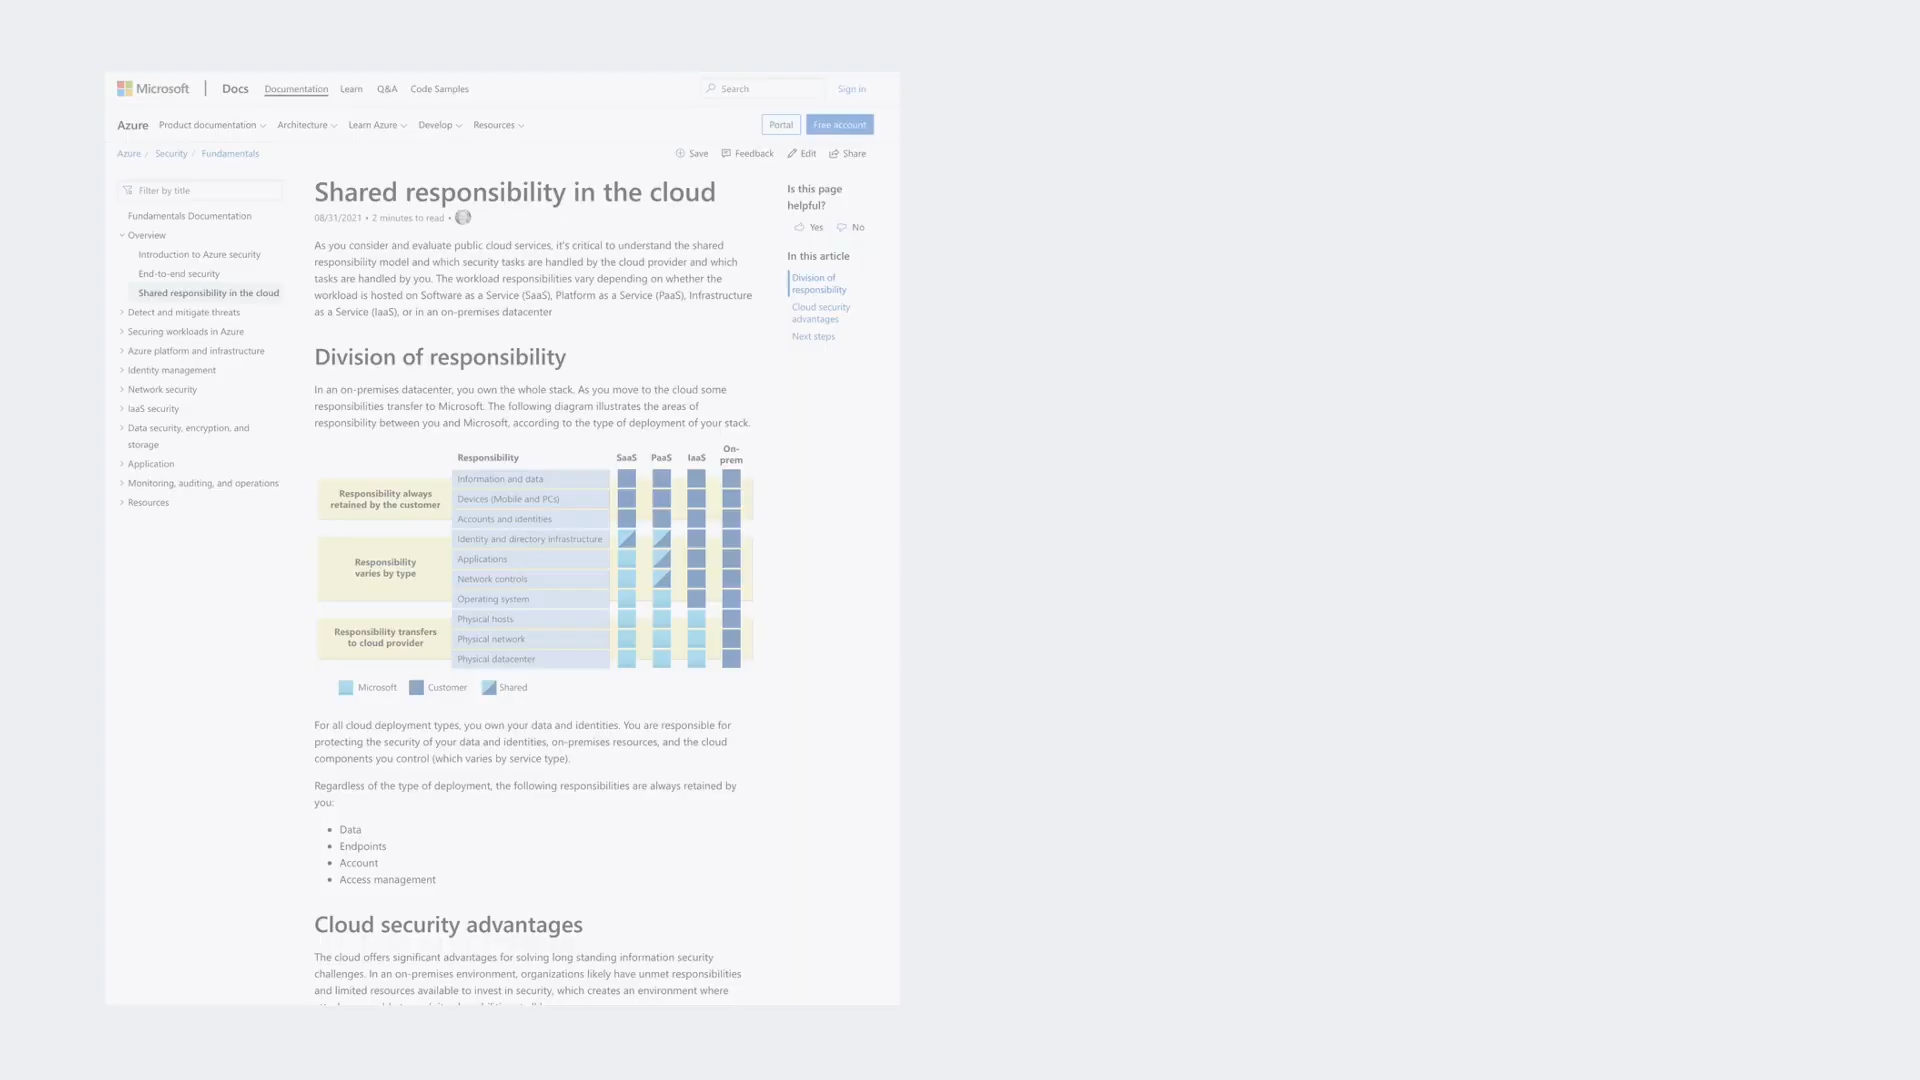 Microsoft | Docs Documentation Learn Q&A Code Samples Search Sign in
Azure Product documentation Architecture Learn Azure Develop Resources Portal Free account
Azure / Security / Fundamentals Save Feedback Edit Share
Filter by title
Fundamentals Documentation
Overview
Introduction to Azure security
End-to-end security
Shared responsibility in the cloud
Detect and mitigate threats
Securing workloads in Azure
Azure platform and infrastructure
Identity management
Network security
IaaS security
Data security, encryption, and
storage
Application
Monitoring, auditing, and operations
Resources
Shared responsibility in the cloud
08/31/2021 • 2 minutes to read •
As you consider and evaluate public cloud services, it's critical to understand the shared
responsibility model and which security tasks are handled by the cloud provider and which
tasks are handled by you. The workload responsibilities vary depending on whether the
workload is hosted on Software as a Service (SaaS), Platform as a Service (PaaS), Infrastructure
as a Service (IaaS), or in an on-premises datacenter
Division of responsibility
In an on-premises datacenter, you own the whole stack. As you move to the cloud some
responsibilities transfer to Microsoft. The following diagram illustrates the areas of
responsibility between you and Microsoft, according to the type of deployment of your stack.
Responsibility SaaS PaaS IaaS On-
prem
Responsibility always
retained by the customer
Information and data
Devices (Mobile and PCs)
Accounts and identities
Responsibility
varies by type
Identity and directory infrastructure
Applications
Network controls
Operating system
Responsibility transfers
to cloud provider
Physical hosts
Physical network
Physical datacenter
Microsoft Customer Shared
For all cloud deployment types, you own your data and identities. You are responsible for
protecting the security of your data and identities, on-premises resources, and the cloud
components you control (which varies by service type).
Regardless of the type of deployment, the following responsibilities are always retained by
you:
• Data
• Endpoints
• Account
• Access management
Cloud security advantages
The cloud offers significant advantages for solving long standing information security
challenges. In an on-premises environment, organizations likely have unmet responsibilities
and limited resources available to invest in security, which creates an environment where
Is this page
helpful?
Yes No
In this article
Division of
responsibility
Cloud security
advantages
Next steps